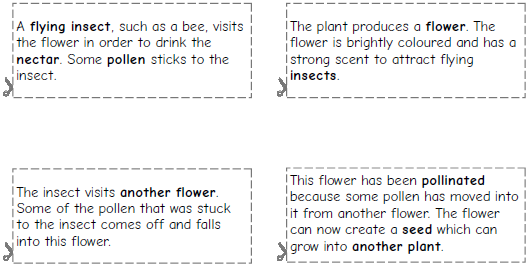 A flying insect, such as a bee, visits
the flower in order to drink the
nectar. Some pollen sticks to the
insect.
The plant produces a flower. The
flower is brightly coloured and has a
strong scent to attract flying
insects.
The insect visits another flower.
Some of the pollen that was stuck
to the insect comes off and falls
into this flower.
This flower has been pollinated
because some pollen has moved into
it from another flower. The flower
can now create a seed which can
grow into another plant.